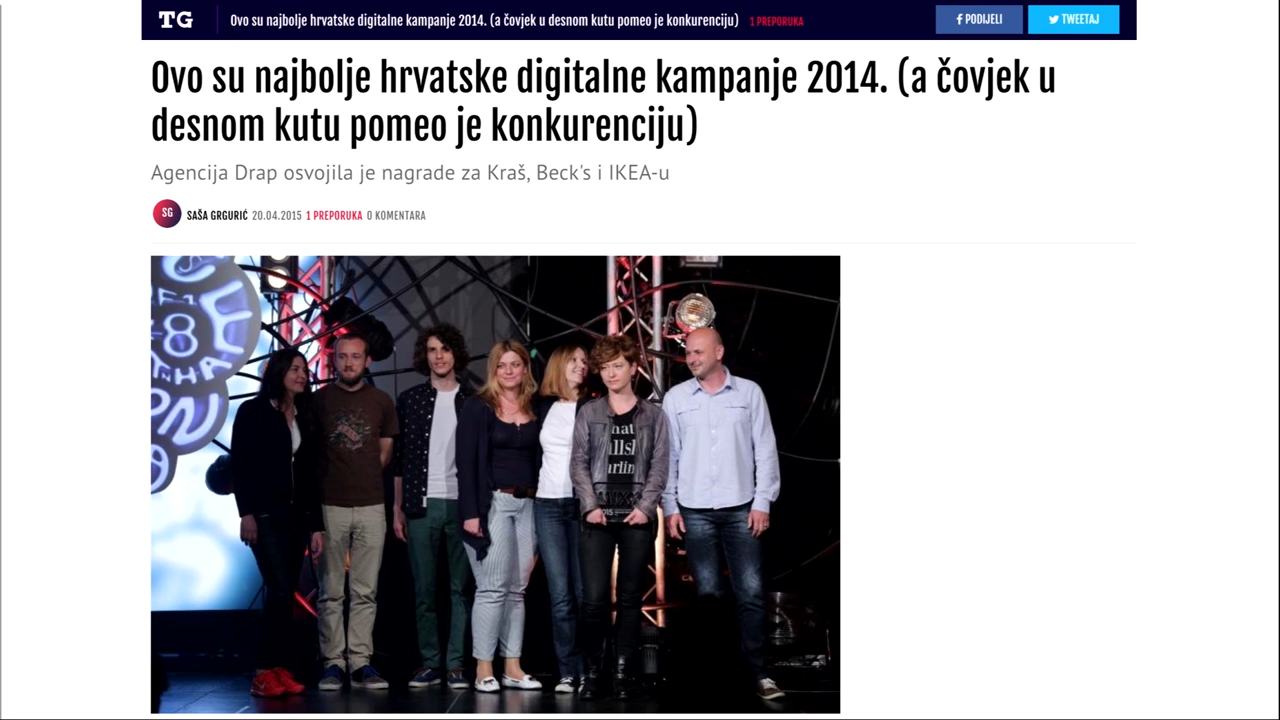 TG
Ovo su najbolje hrvatske digitalne kampanje 2014. (a čovjek u desnom kutu pomeo je konkurenciju) 1 PREPORUKA
PODIJELI
TWEETAJ
Ovo su najbolje hrvatske digitalne kampanje 2014. (a čovjek u
desnom kutu pomeo je konkurenciju)
Agencija Drap osvojila je nagrade za Kraš, Beck's i IKEA-u
SG
SAŠA GRGURIĆ 20.04.2015 1 PREPORUKA 0 KOMENTARA
8